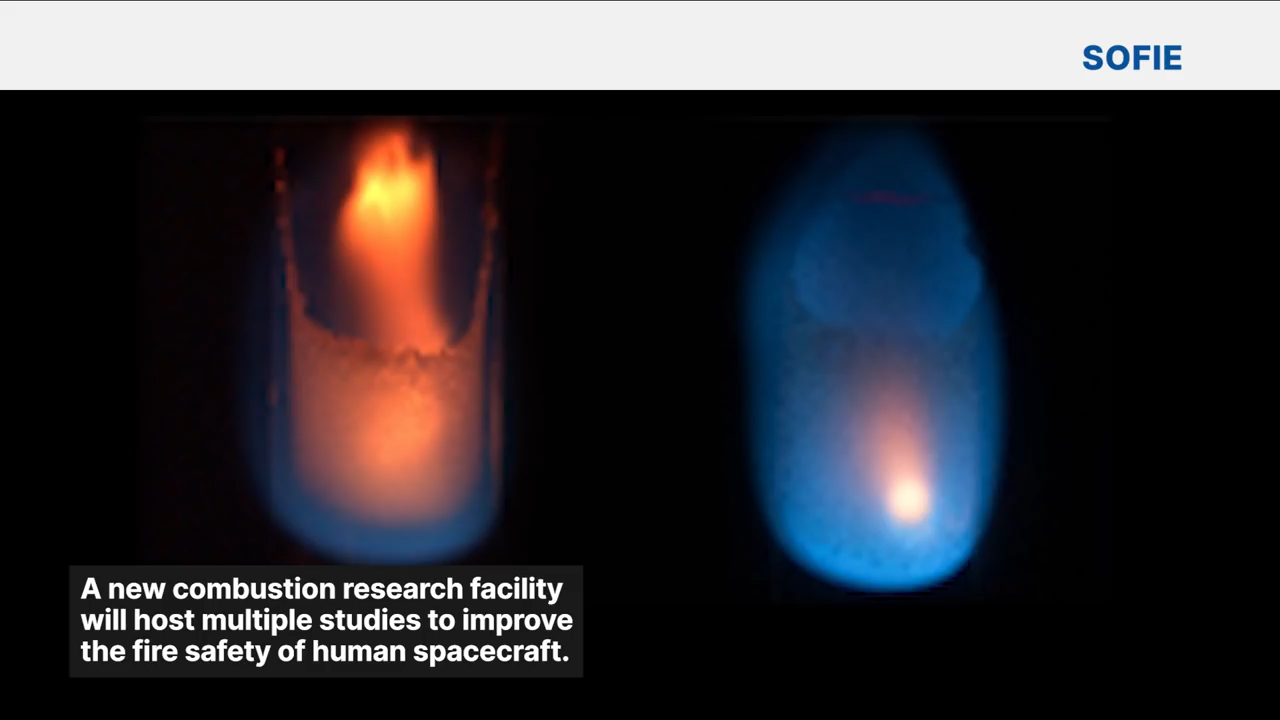 SOFIE
A new combustion research facility
will host multiple studies to improve
the fire safety of human spacecraft.